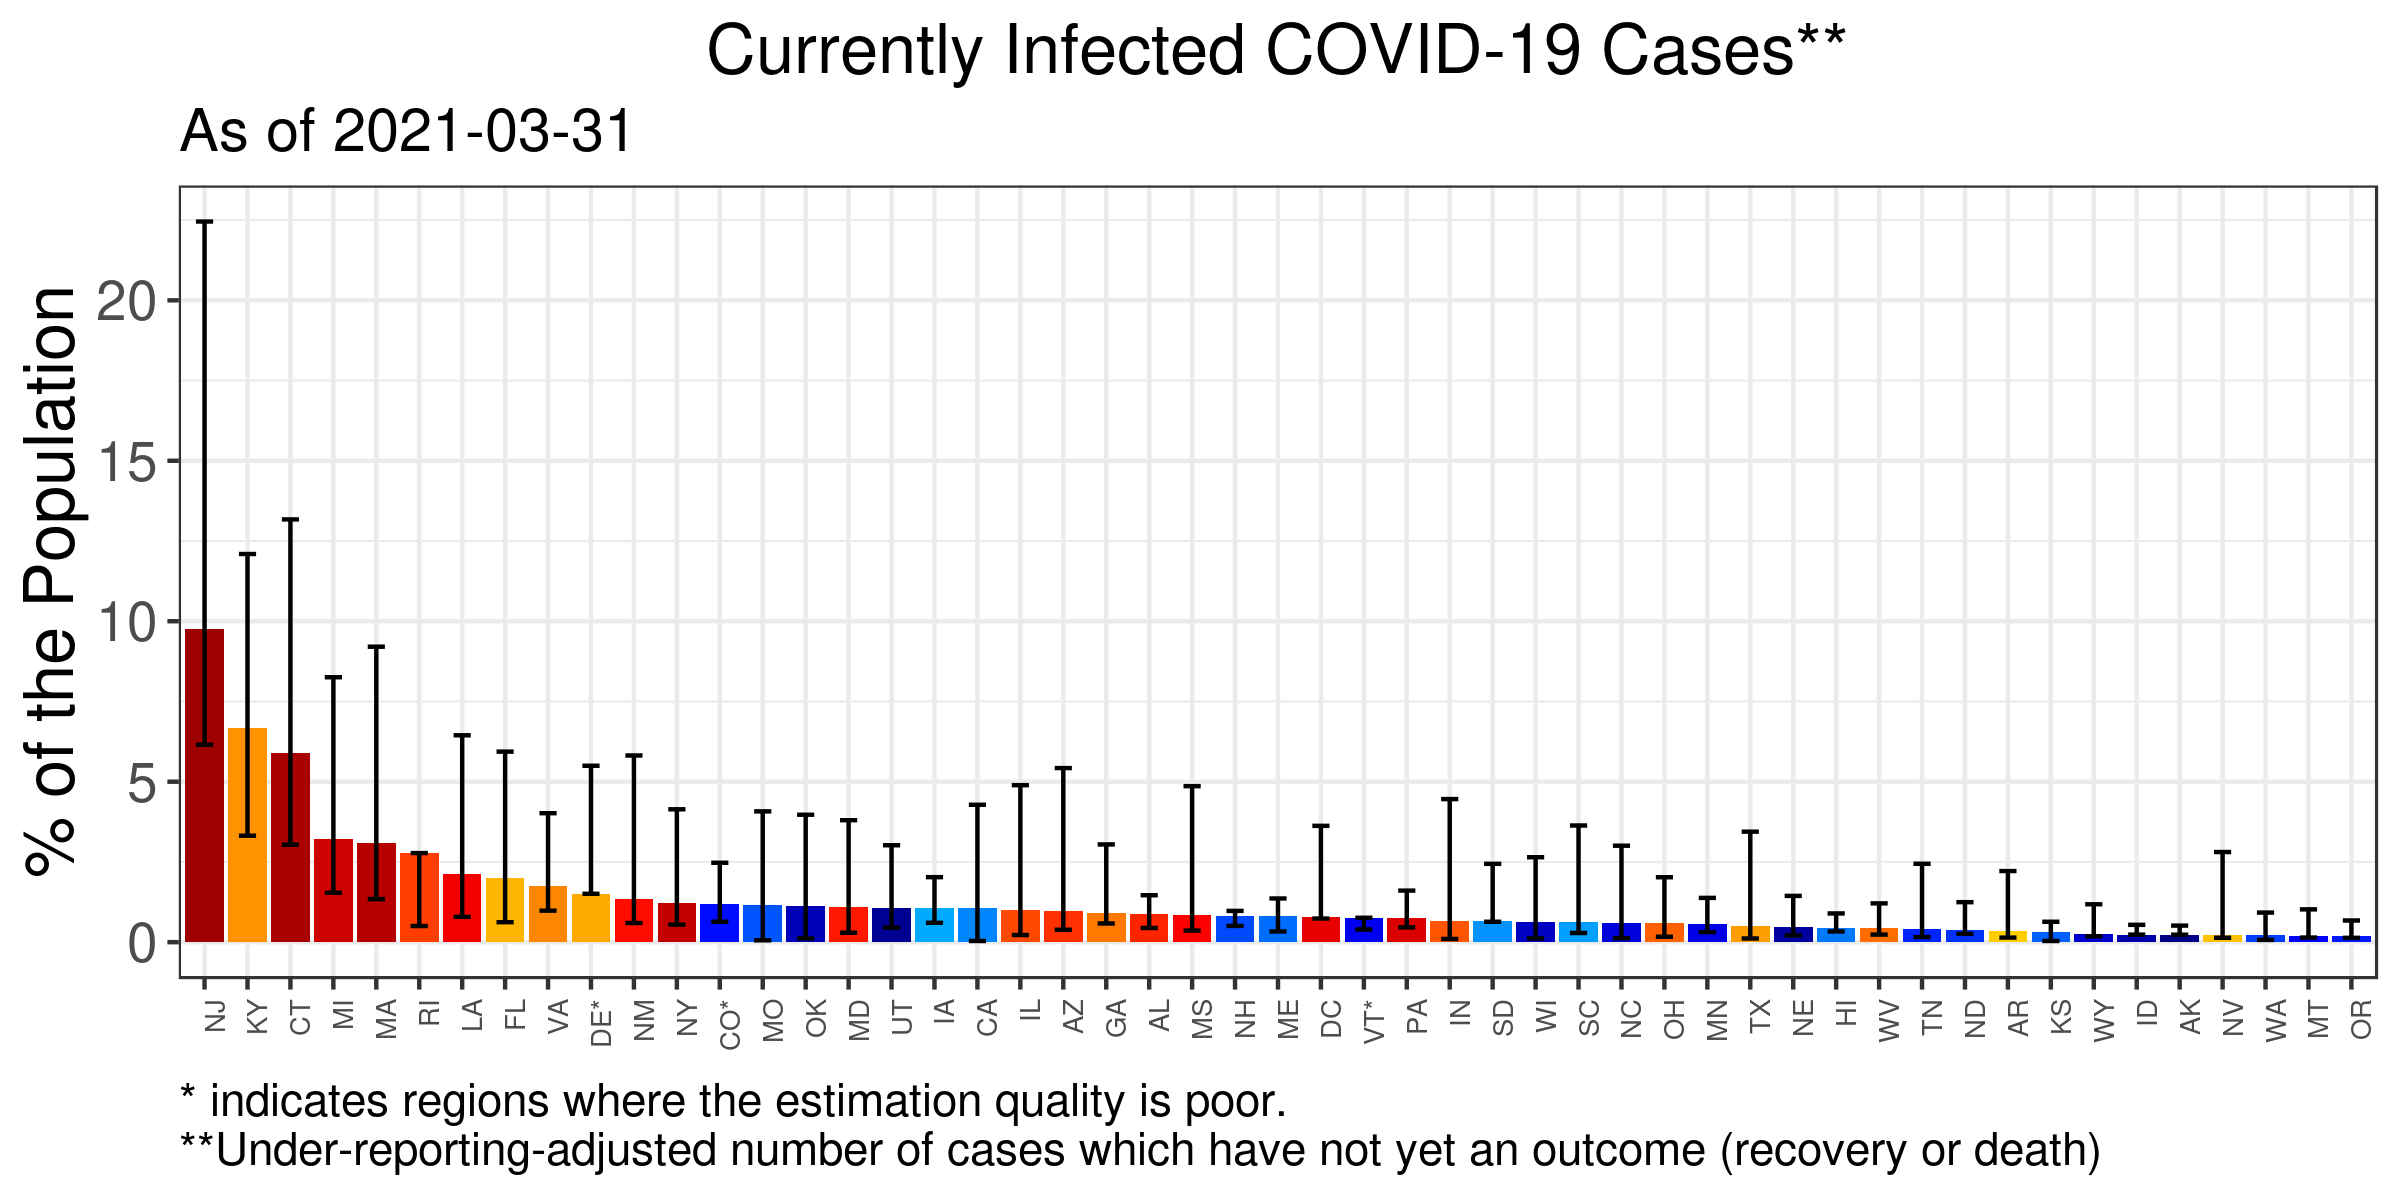 Currently Infected COVID-19 Cases**
As of 2021-03-31
% of the Population
20
15
10
5
0
NJ KY CT MI MA RI LA FL VA DE* NM NY CO* MO OK MD UT IA CA IL AZ GA AL MS NH ME DC VT* PA IN SD WI SC NC OH MN TX NE HI WV TN ND AR KS WY ID AK NV WA MT OR
* indicates regions where the estimation quality is poor.
**Under-reporting-adjusted number of cases which have not yet an outcome (recovery or death)